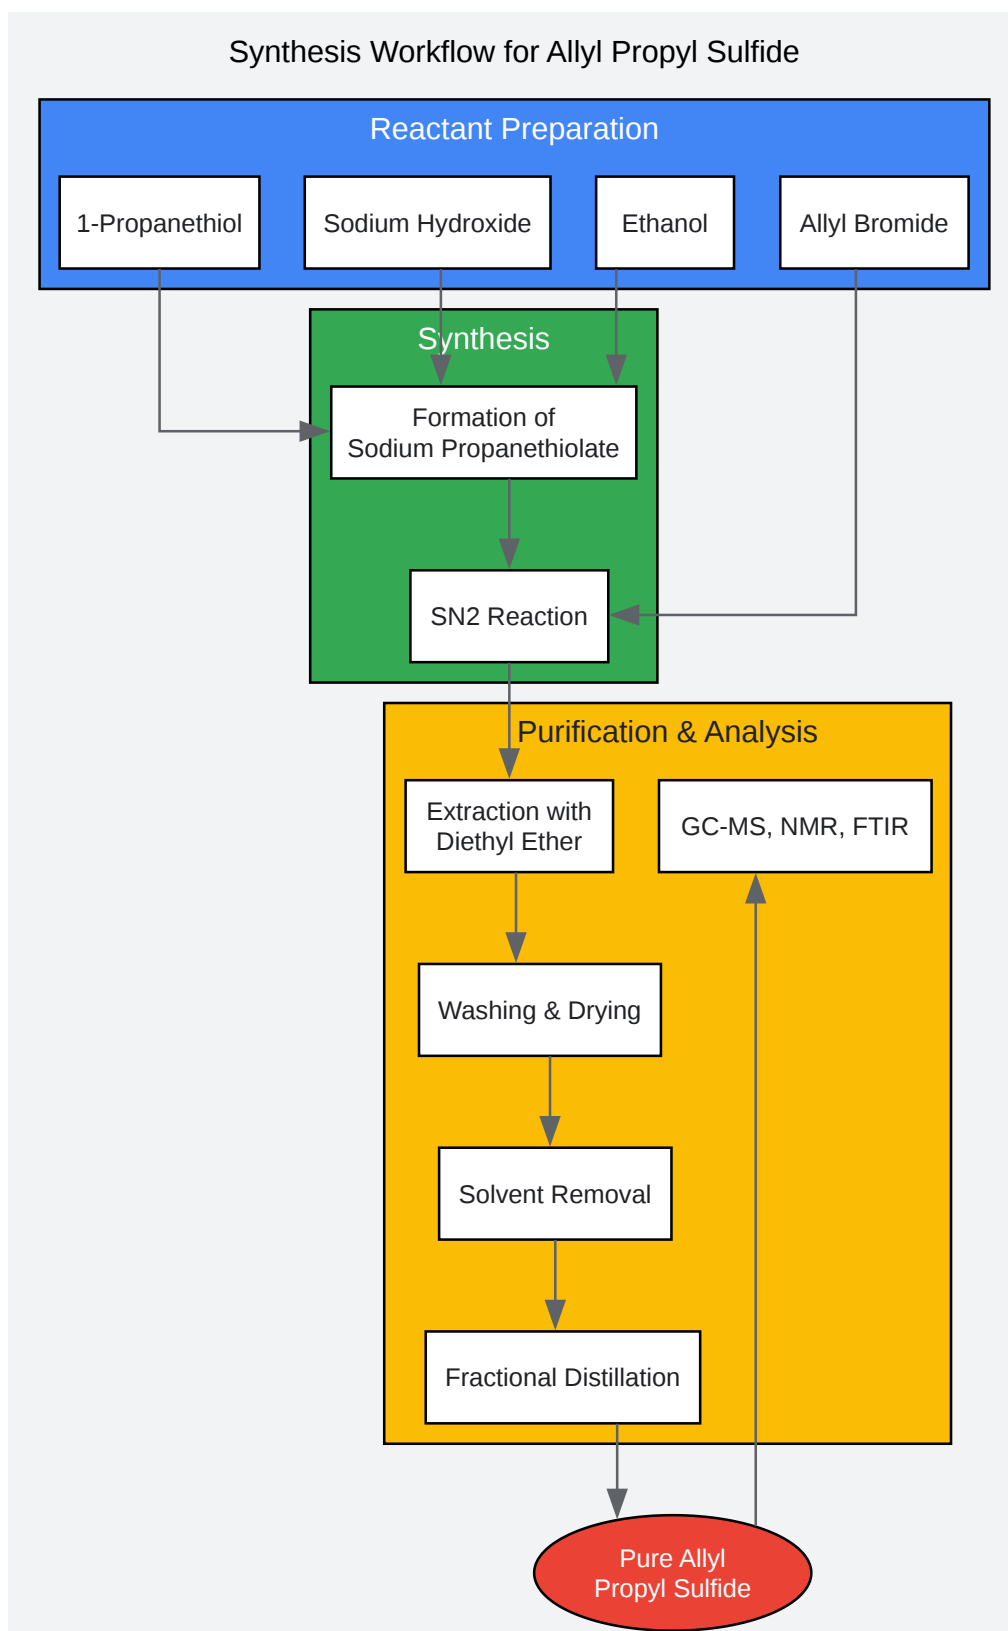 Synthesis Workflow for Allyl Propyl Sulfide
Reactant Preparation
1-Propanethiol
Sodium Hydroxide
Ethanol
Allyl Bromide
Synthesis
Formation of
Sodium Propanethiolate
SN2 Reaction
Purification & Analysis
Extraction with
Diethyl Ether
GC-MS, NMR, FTIR
Washing & Drying
Solvent Removal
Fractional Distillation
Pure Allyl
Propyl Sulfide